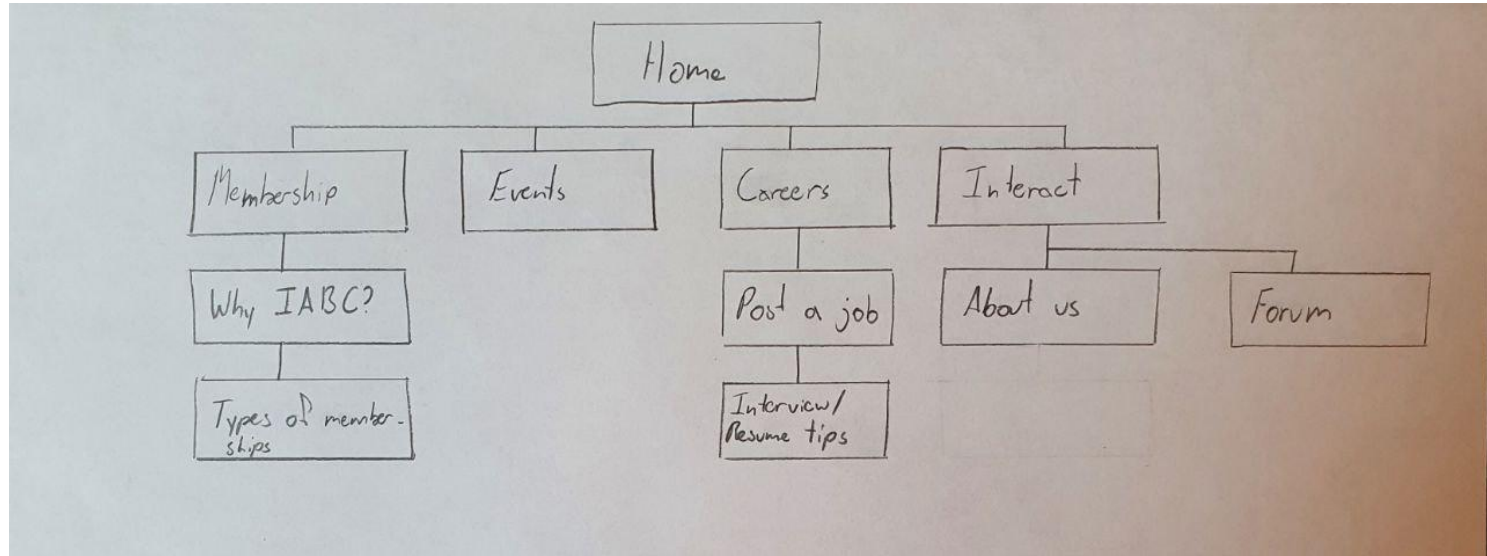 Home
Membership
Events
Careers
Interact
Why IABC?
Post a job
About us
Forum
Types of member-
ships
Interview/
Resume tips